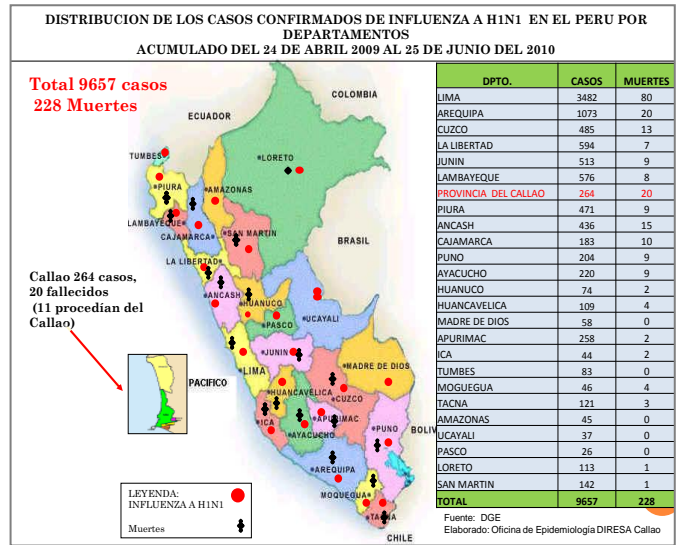 DISTRIBUCION DE LOS CASOS CONFIRMADOS DE INFLUENZA A H1N1 EN EL PERU POR
DEPARTAMENTOS
ACUMULADO DEL 24 DE ABRIL 2009 AL 25 DE JUNIO DEL 2010
Total 9657 casos
228 Muertes
COLOMBIA
ECUADOR
TUMBES
LORETO
PIURA
AMAZONAS
LAMBAYEQUE
CAJAMARCA
SAN MARTIN
BRASIL
LA LIBERTAD
ANCASH
HUANUCO
UCAYALI
PASCO
JUNIN
LIMA
MADRE DE DIOS
PACIFICO
HUANCAVELICA
CUZCO
ICA
APURIMAC
AYACUCHO
PUNO
BOLIV
AREQUIPA
MOQUEGUA
TACNA
CHILE
Callao 264 casos,
20 fallecidos
(11 procedían del
Callao)
LEYENDA:
INFLUENZA A H1N1
Muertes
DPTO. CASOS MUERTES
LIMA 3482 80
AREQUIPA 1073 20
CUZCO 485 13
LA LIBERTAD 594 7
JUNIN 513 9
LAMBAYEQUE 576 8
PROVINCIA DEL CALLAO 264 20
PIURA 471 9
ANCASH 436 15
CAJAMARCA 183 10
PUNO 204 9
AYACUCHO 220 9
HUANUCO 74 2
HUANCAVELICA 109 4
MADRE DE DIOS 58 0
APURIMAC 258 2
ICA 44 2
TUMBES 83 0
MOGUEGUA 46 4
TACNA 121 3
AMAZONAS 45 0
UCAYALI 37 0
PASCO 26 0
LORETO 113 1
SAN MARTIN 142 1
TOTAL 9657 228
Fuente: DGE
Elaborado: Oficina de Epidemiología DIRESA Callao